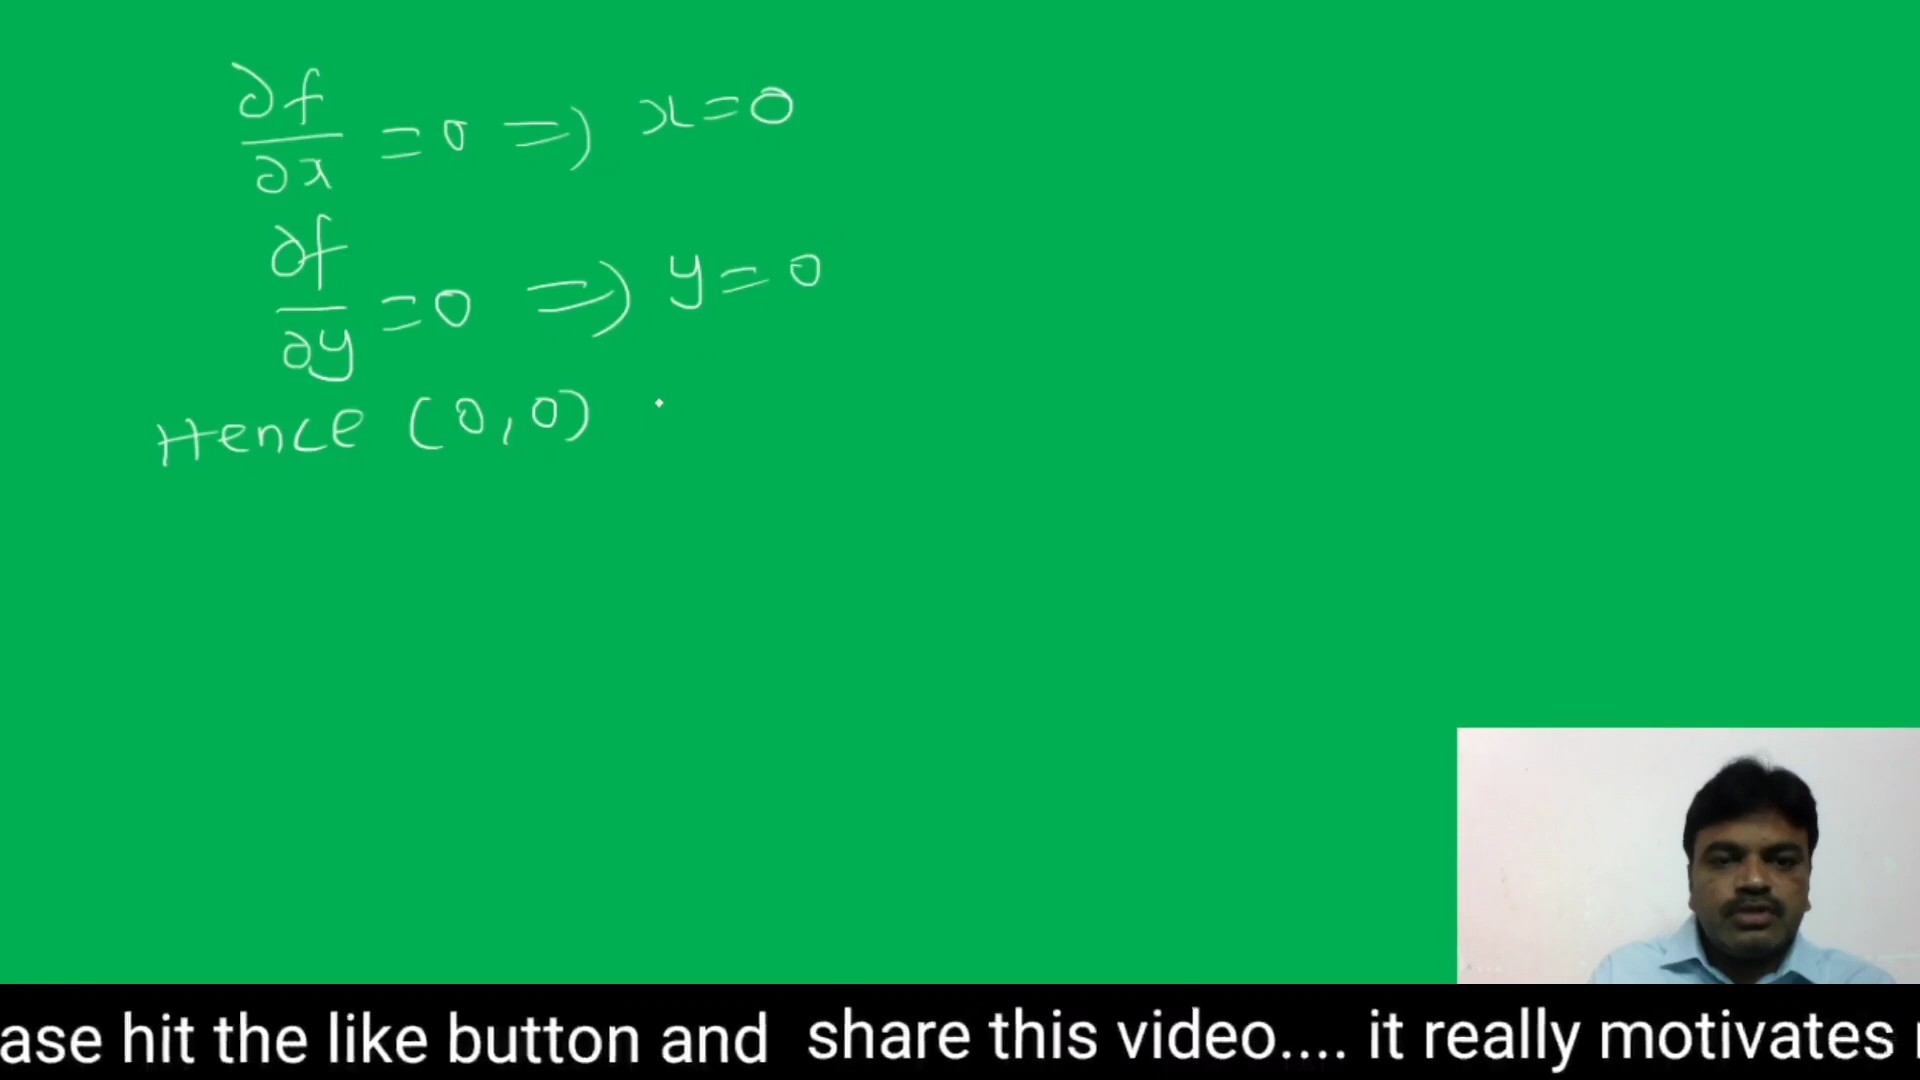 ∂f/∂x = 0 ⇒ x = 0
∂f/∂y = 0 ⇒ y = 0
Hence (0,0)
ase hit the like button and share this video.... it really motivates